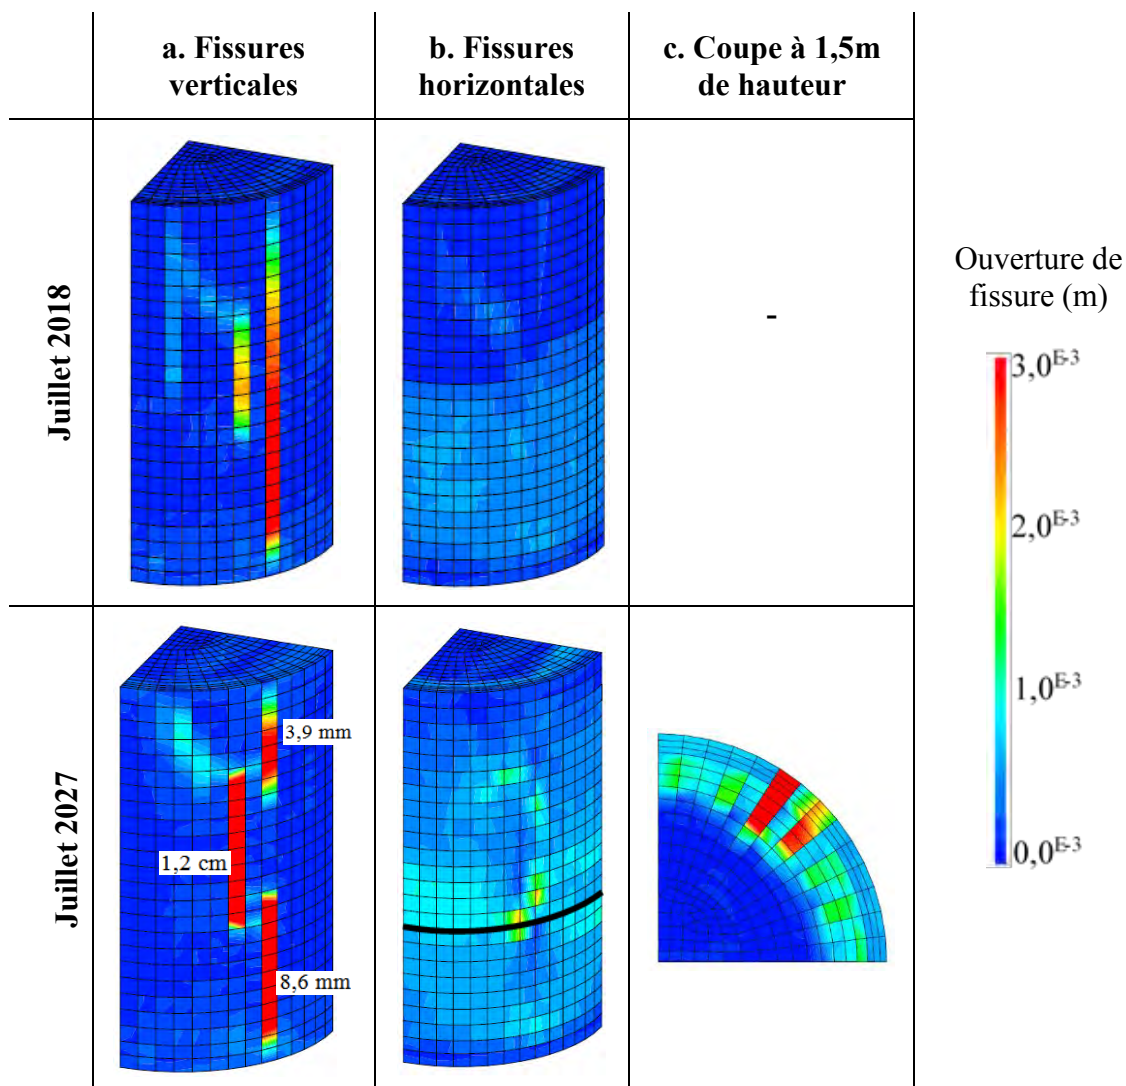 a. Fissures
verticales
b. Fissures
horizontales
c. Coupe à 1,5m
de hauteur
Juillet 2018
-
Ouverture de
fissure (m)
3,0E-3
2,0E-3
1,0E-3
0,0E-3
Juillet 2027
3,9 mm
1,2 cm
8,6 mm